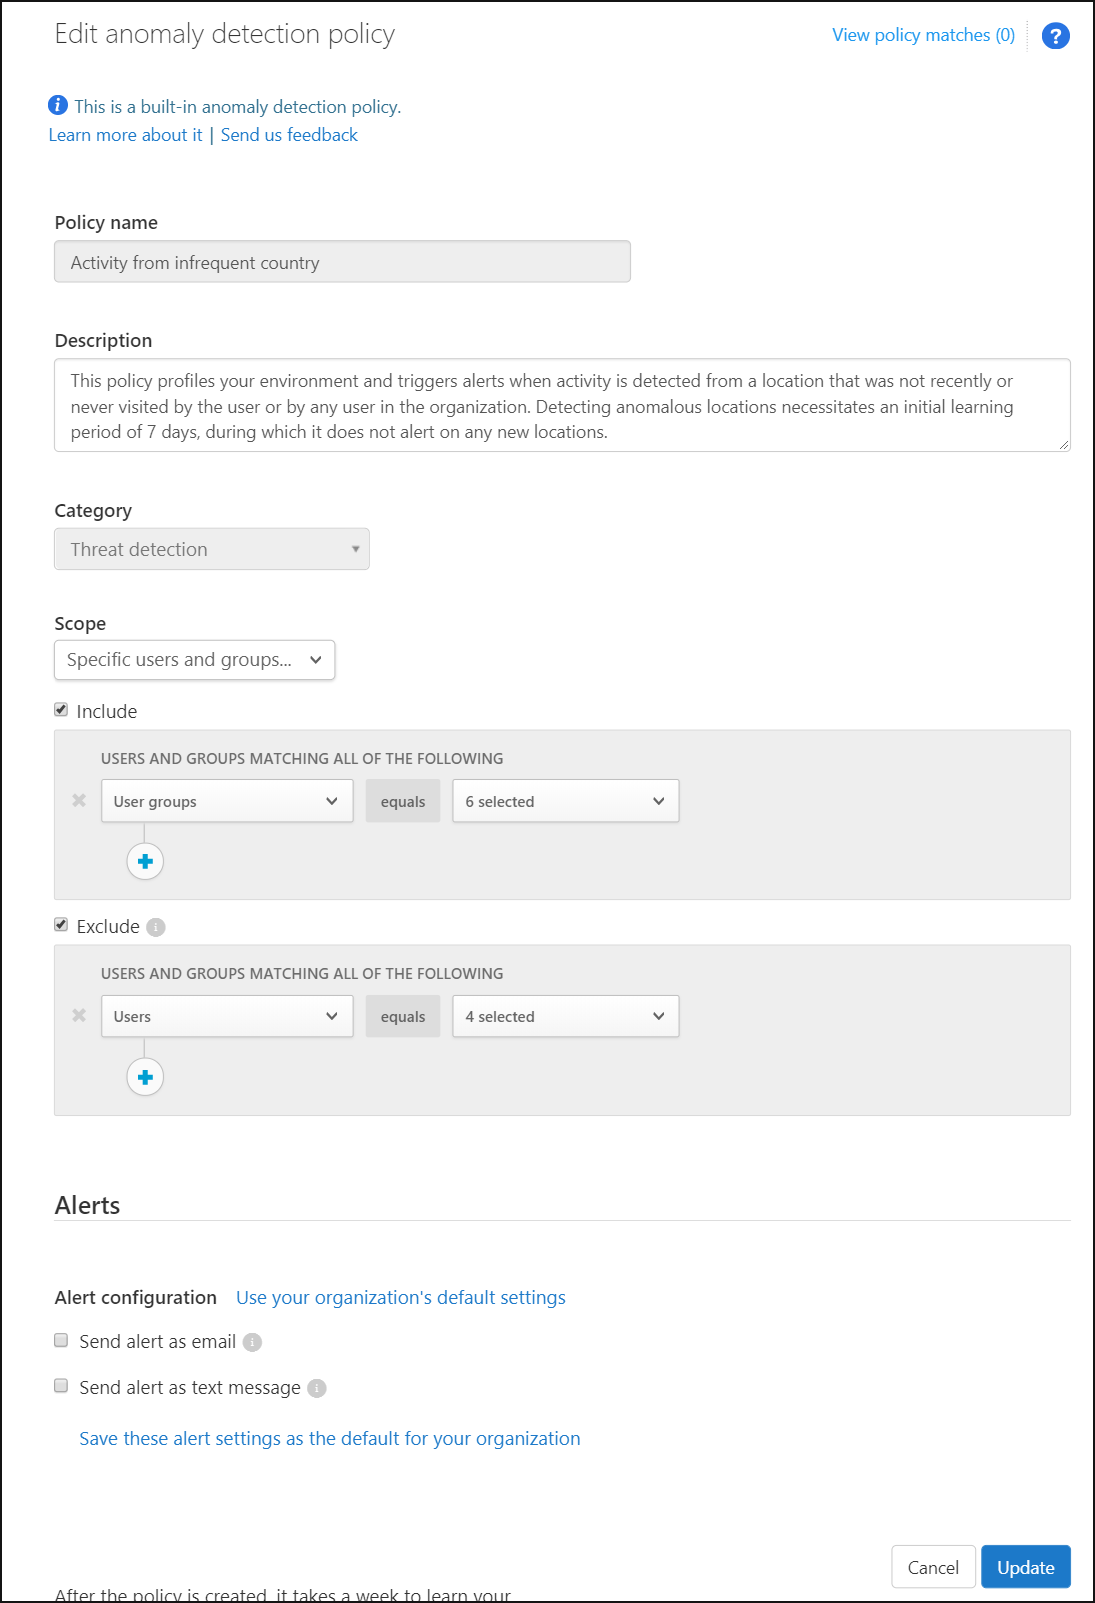 Edit anomaly detection policy
View policy matches (0)
?
i This is a built-in anomaly detection policy.
Learn more about it | Send us feedback
Policy name
Activity from infrequent country
Description
This policy profiles your environment and triggers alerts when activity is detected from a location that was not recently or
never visited by the user or by any user in the organization. Detecting anomalous locations necessitates an initial learning
period of 7 days, during which it does not alert on any new locations.
Category
Threat detection
Scope
Specific users and groups...
Include
USERS AND GROUPS MATCHING ALL OF THE FOLLOWING
User groups equals 6 selected
Exclude i
USERS AND GROUPS MATCHING ALL OF THE FOLLOWING
Users equals 4 selected
Alerts
Alert configuration Use your organization's default settings
Send alert as email i
Send alert as text message i
Save these alert settings as the default for your organization
Cancel Update
After the policy is created, it takes a week to learn your